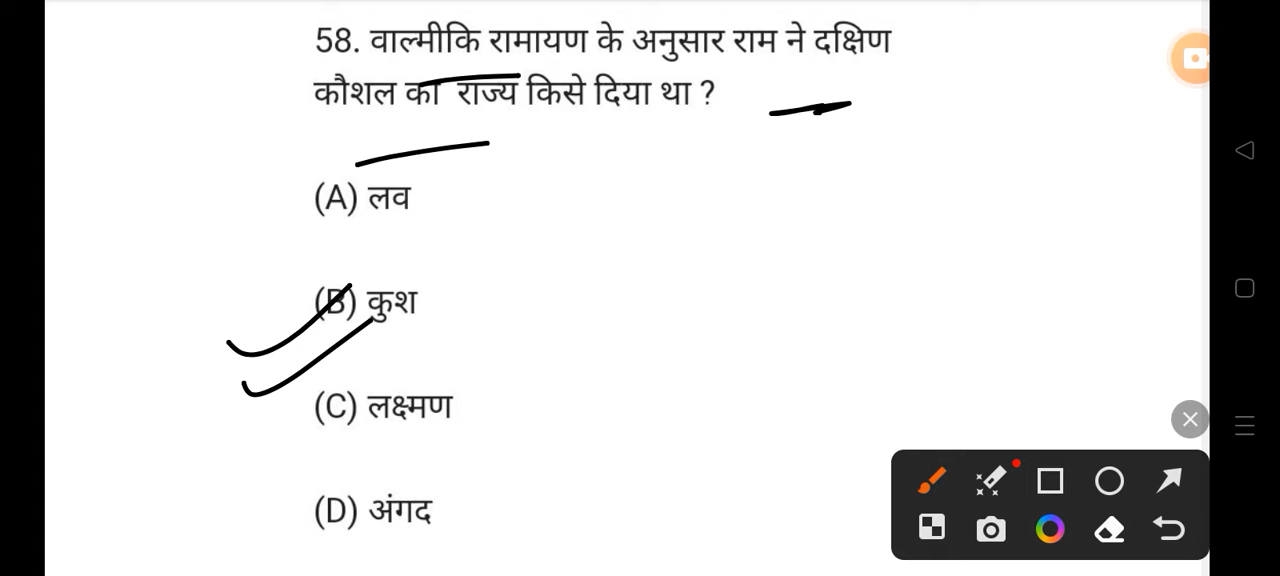 58. वाल्मीकि रामायण के अनुसार राम ने दक्षिण
कौशल का राज्य किसे दिया था ?
(A) लव
(B) कुश
(C) लक्ष्मण
(D) अंगद